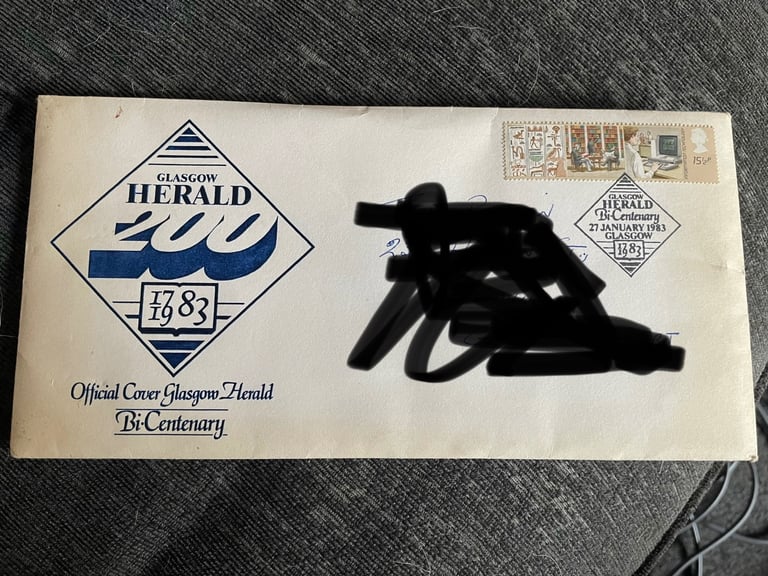 GLASGOW
HERALD
200
17 83
19
Official Cover Glasgow Herald
Bi-Centenary
15½P
GLASGOW
HERALD
Bi-Centenary
27 JANUARY 1983
GLASGOW
17 83
19